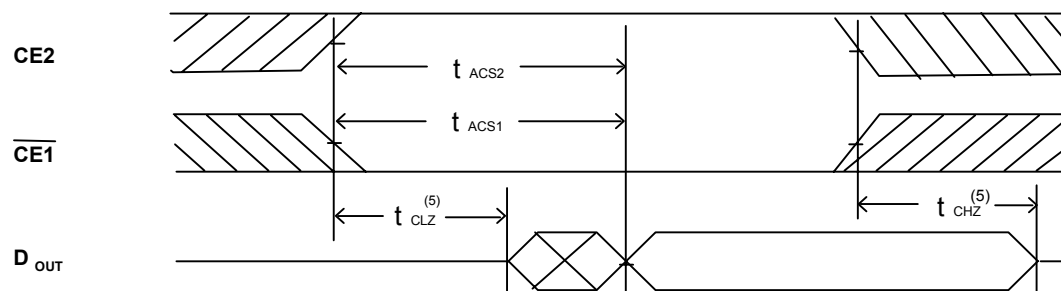 CE2
t ACS2
t ACS1
CE1
t CLZ (5)
t CHZ (5)
D OUT